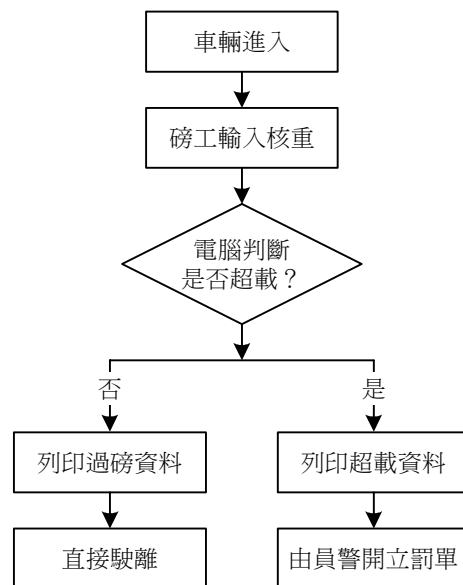 車輛進入
磅工輸入核重
電腦判斷
是否超載？
否
是
列印過磅資料
列印超載資料
直接駛離
由員警開立罰單